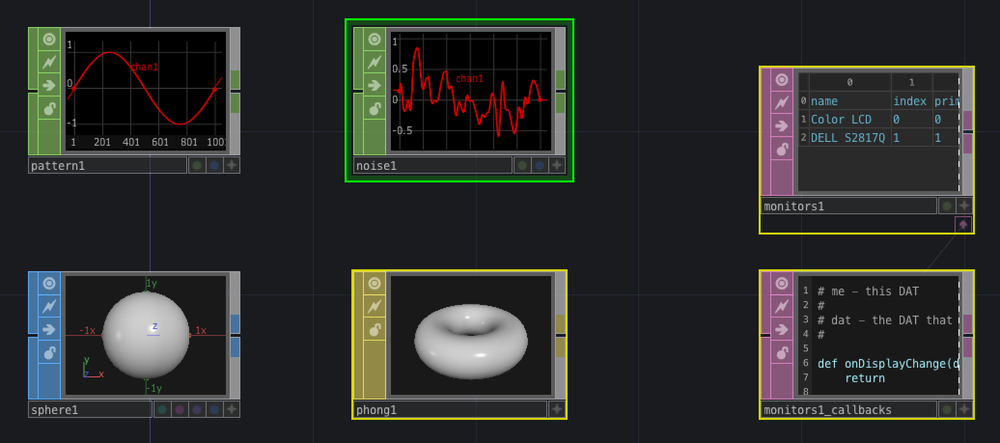 1
0
-1
chan1
1 201 401 601 801 100
pattern1
1
0.5
0
-0.5
chan1
noise1
0 1
0 name index
1 Color LCD 0 0
2 DELL S2817Q 1 1
monitors1
1y
-1x z 1x
y
z x
-1y
sphere1
phong1
1 # me – this DAT
2 #
3 # dat – the DAT that
4 #
5
6 def onDisplayChange(d
7 return
8
monitors1_callbacks